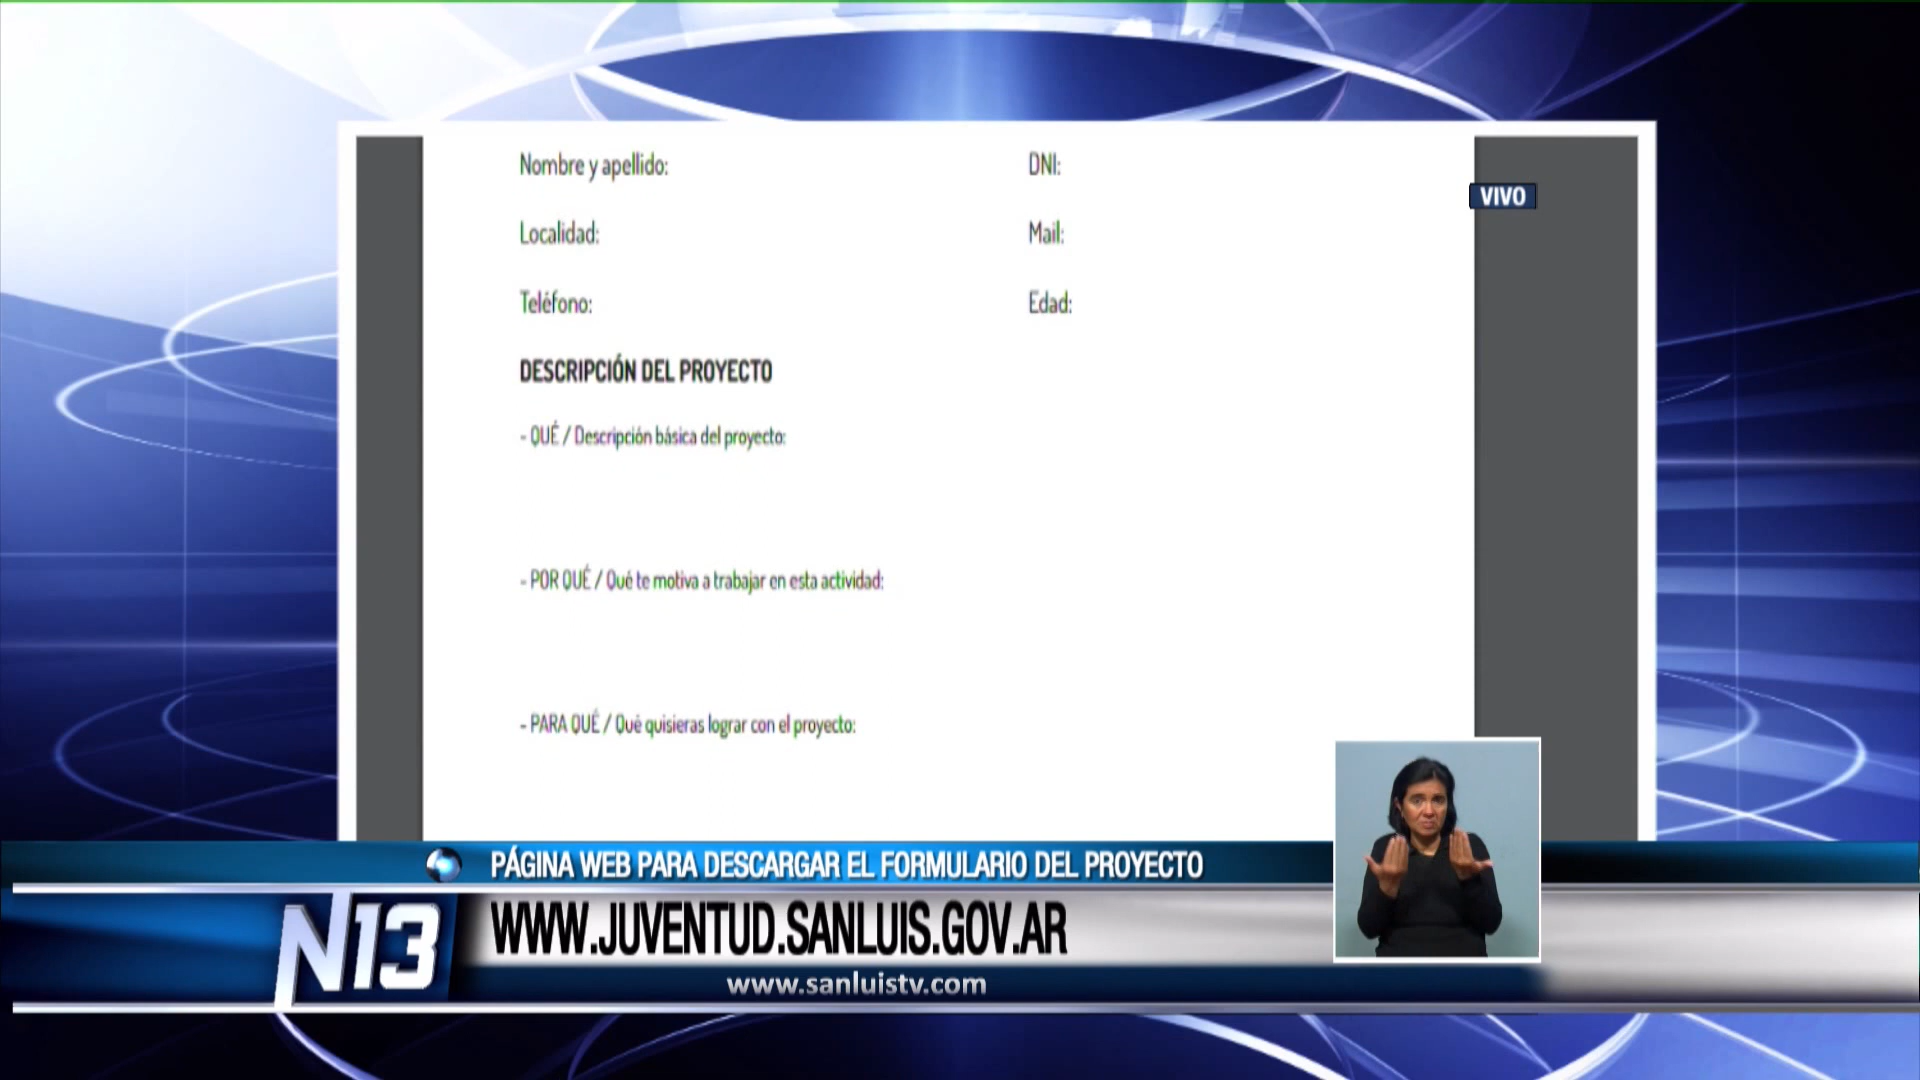 Nombre y apellido: DNI:
VIVO
Localidad: Mail:
Teléfono: Edad:
DESCRIPCIÓN DEL PROYECTO
- QUÉ / Descripción básica del proyecto:
- POR QUÉ / Qué te motiva a trabajar en esta actividad:
- PARA QUÉ / Qué quisieras lograr con el proyecto:
PÁGINA WEB PARA DESCARGAR EL FORMULARIO DEL PROYECTO
N13
WWW.JUVENTUD.SANLUIS.GOV.AR
www.sanluistv.com